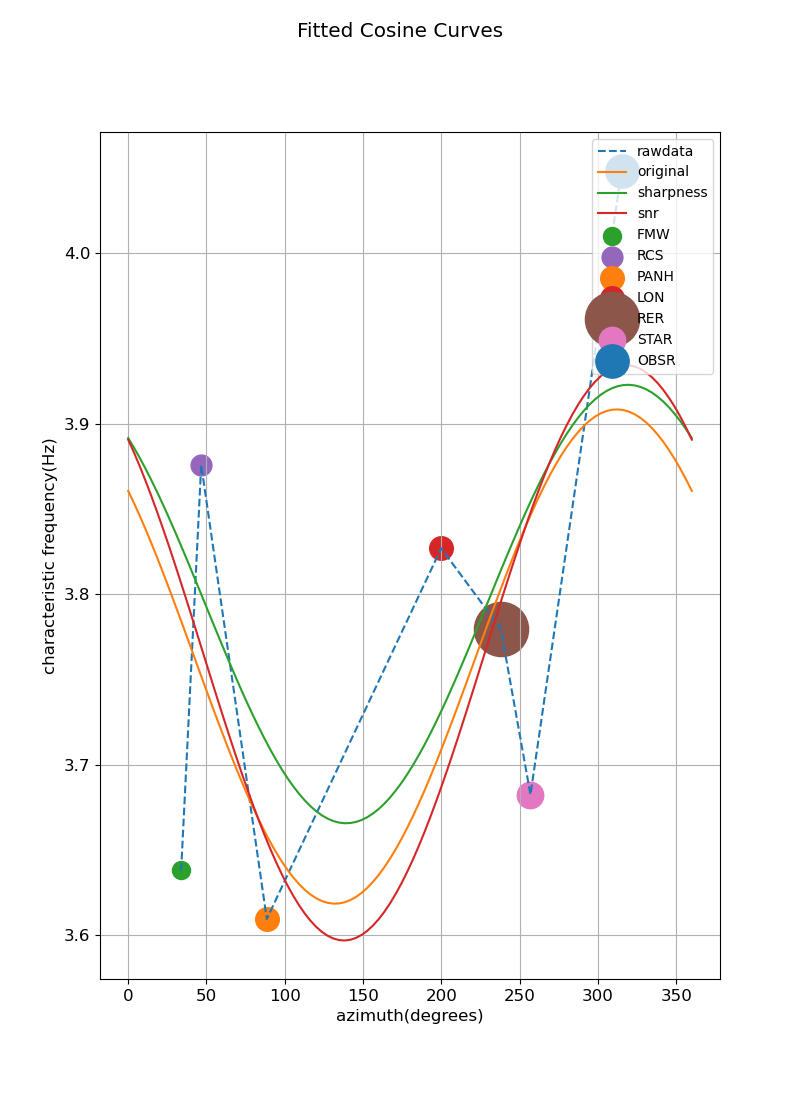 Fitted Cosine Curves
rawdata
original
sharpness
snr
FMW
RCS
PANH
LON
RER
STAR
OBSR
characteristic frequency(Hz)
4.0
3.9
3.8
3.7
3.6
0 50 100 150 200 250 300 350
azimuth(degrees)